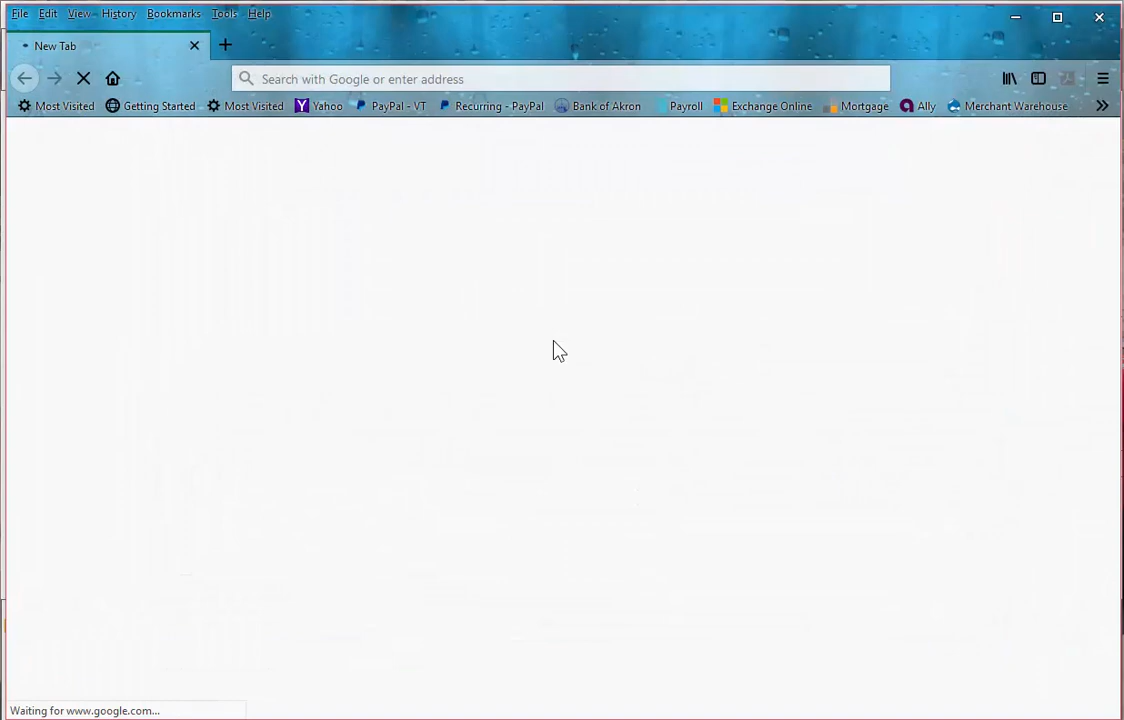 File Edit View History Bookmarks Tools Help
New Tab
Search with Google or enter address
Most Visited Getting Started Most Visited Yahoo PayPal - VT Recurring - PayPal Bank of Akron Payroll Exchange Online Mortgage Ally Merchant Warehouse
Waiting for www.google.com...